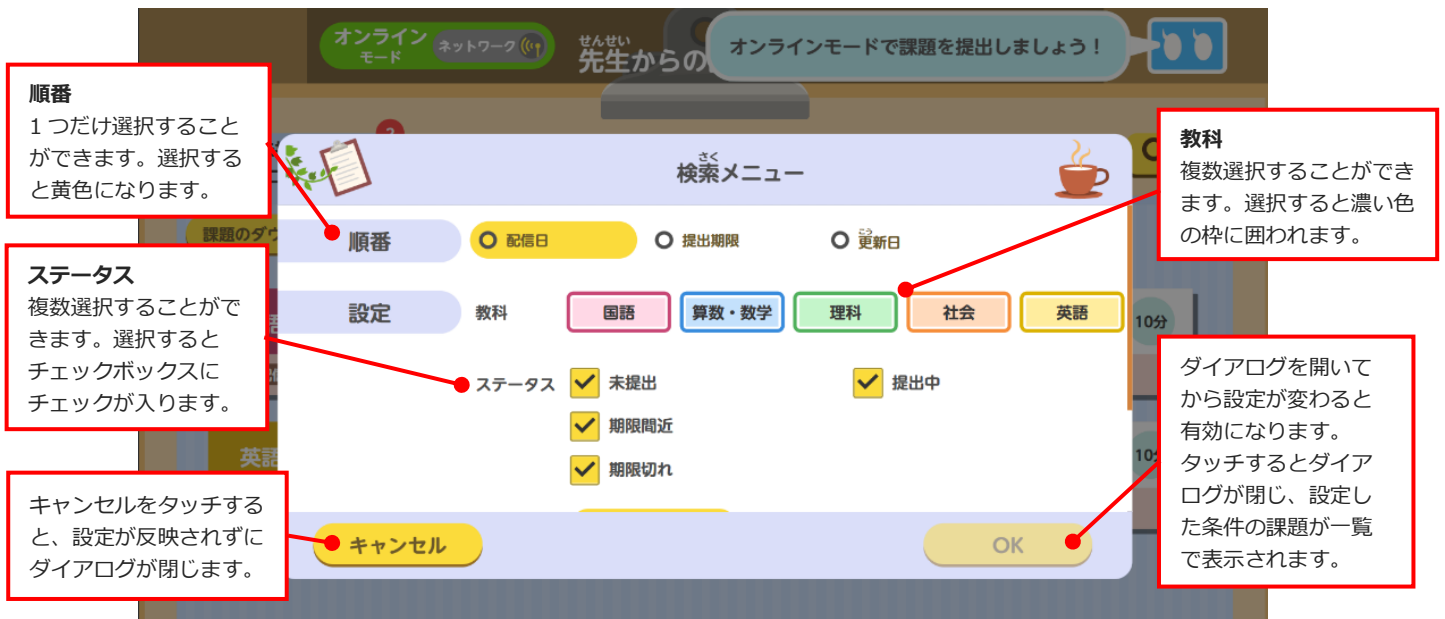 オンライン
モード
ネットワーク
せんせい
先生からの
オンラインモードで課題を提出しましょう！
順番
1 つだけ選択すること
ができます。選択する
と黄色になります。
教科
複数選択することができ
ます。選択すると濃い色
の枠に囲われます。
さく
検索メニュー
課題のダウ
順番
配信日
提出期限
こう
更新日
ステータス
複数選択することがで
きます。選択すると
チェックボックスに
チェックが入ります。
設定
教科
国語
算数・数学
理科
社会
英語
10分
ステータス
未提出
提出中
期限間近
期限切れ
ダイアログを開いて
から設定が変わると
有効になります。
タッチするとダイア
ログが閉じ、設定し
た条件の課題が一覧
で表示されます。
英語
キャンセルをタッチする
と、設定が反映されずに
ダイアログが閉じます。
キャンセル
OK